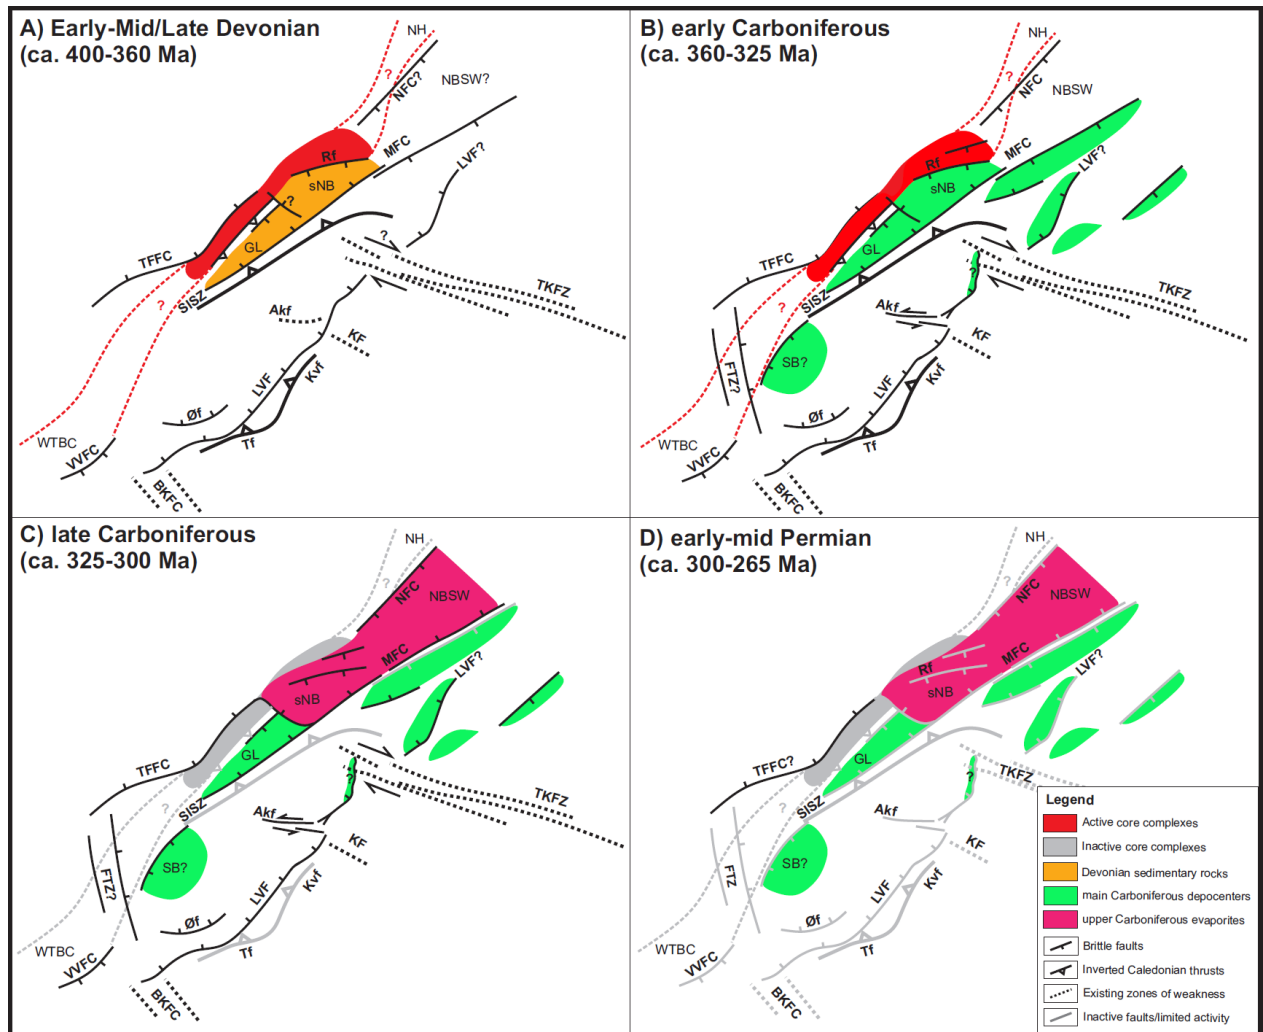 A) Early-Mid/Late Devonian
(ca. 400-360 Ma)
NH
?
NFC?
NBSW?
MFC
LVF?
Rf
sNB
?
GL
?
TFFC
SISZ
?
TKFZ
Akf
KF
Kvf
LVF
Øf
Tf
WTBC
VVFC
BKFC
B) early Carboniferous
(ca. 360-325 Ma)
NH
?
NFC
NBSW
MFC
LVF?
Rf
sNB
GL
TFFC
?
SISZ
?
TKFZ
Akf
KF
SB?
FTZ?
Kvf
LVF
Øf
Tf
WTBC
VVFC
BKFC
C) late Carboniferous
(ca. 325-300 Ma)
NH
?
NFC
NBSW
MFC
LVF?
sNB
GL
TFFC
?
SISZ
?
TKFZ
Akf
KF
SB?
FTZ?
Kvf
LVF
Øf
Tf
WTBC
VVFC
BKFC
D) early-mid Permian
(ca. 300-265 Ma)
NH
?
NFC
NBSW
MFC
LVF?
Rf
sNB
GL
TFFC?
?
SISZ
?
TKFZ
Akf
KF
SB?
FTZ
Kvf
LVF
Øf
Tf
WTBC
VVFC
BKFC
Legend
Active core complexes
Inactive core complexes
Devonian sedimentary rocks
main Carboniferous depocenters
upper Carboniferous evaporites
Brittle faults
Inverted Caledonian thrusts
Existing zones of weakness
Inactive faults/limited activity